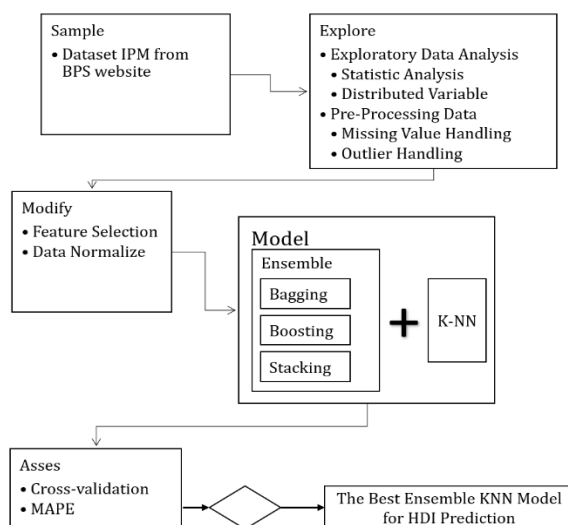 Sample
• Dataset IPM from
BPS website
Explore
• Exploratory Data Analysis
• Statistic Analysis
• Distributed Variable
• Pre-Processing Data
• Missing Value Handling
• Outlier Handling
Modify
• Feature Selection
• Data Normalize
Model
Ensemble
Bagging
Boosting
Stacking
+
K-NN
Asses
• Cross-validation
• MAPE
The Best Ensemble KNN Model
for HDI Prediction